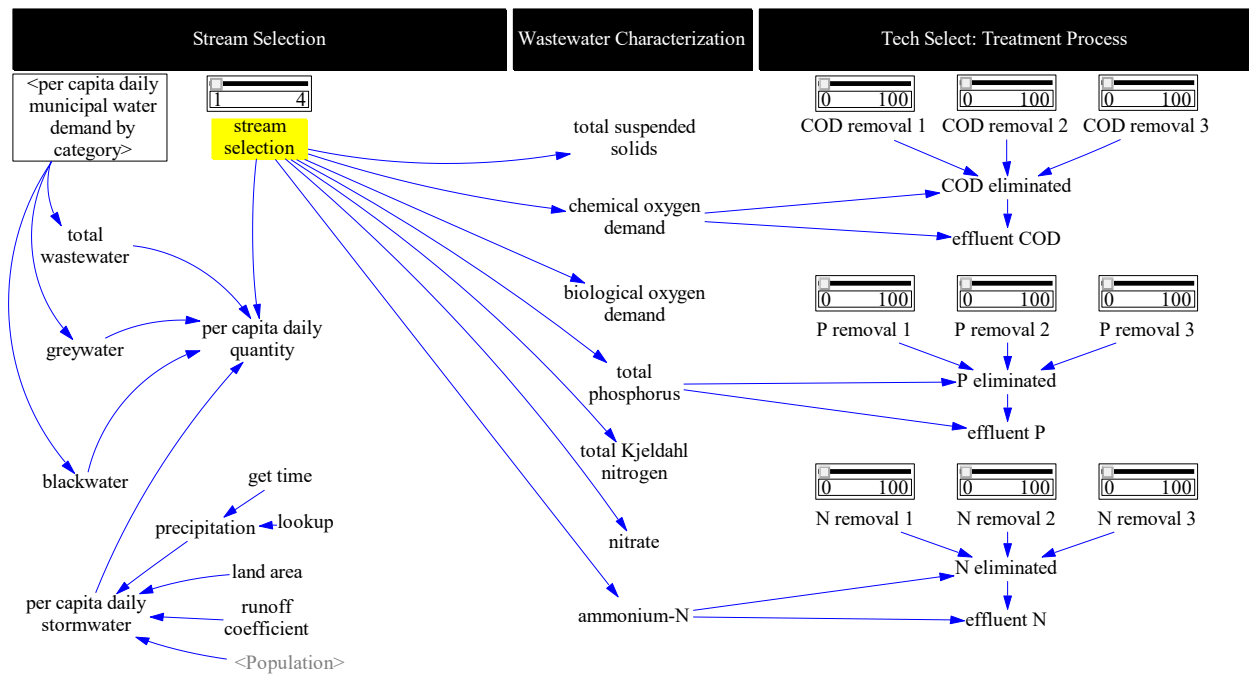 Stream Selection
Wastewater Characterization
Tech Select: Treatment Process
<per capita daily
municipal water
demand by
category>
1 4
stream
selection
total
wastewater
greywater
per capita daily
quantity
blackwater
get time
precipitation
lookup
land area
per capita daily
stormwater
runoff
coefficient
<Population>
total suspended
solids
chemical oxygen
demand
biological oxygen
demand
total
phosphorus
total Kjeldahl
nitrogen
nitrate
ammonium-N
0 100
0 100
0 100
COD removal 1
COD removal 2
COD removal 3
COD eliminated
effluent COD
0 100
0 100
0 100
P removal 1
P removal 2
P removal 3
P eliminated
effluent P
0 100
0 100
0 100
N removal 1
N removal 2
N removal 3
N eliminated
effluent N